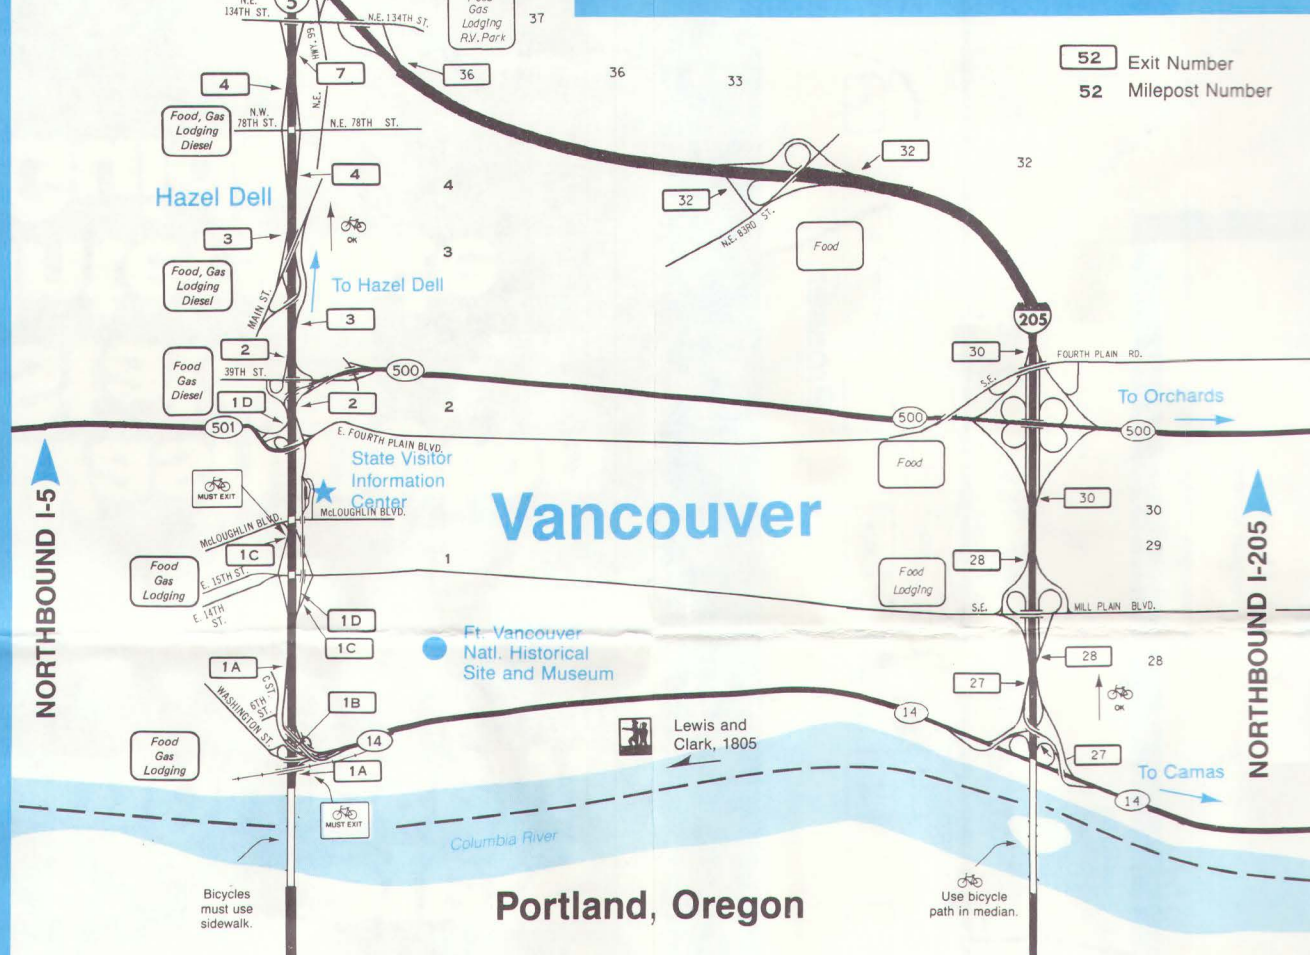 N.E.
134TH ST.
5
N.E. 134TH ST.
Food
Gas
Lodging
R.V. Park
37
HWY. 99
N.E.
7
36
36
33
52 Exit Number
52 Milepost Number
4
Food, Gas
Lodging
Diesel
N.W.
78TH ST.
N.E. 78TH ST.
32
32
4
4
32
Hazel Dell
N.E. 83RD ST.
3
OK
3
Food
Food, Gas
Lodging
Diesel
To Hazel Dell
MAIN ST.
3
205
2
30
FOURTH PLAIN RD.
Food
Gas
Diesel
39TH ST.
500
S.E.
To Orchards
1D
2
2
500
500
501
E. FOURTH PLAIN BLVD.
State Visitor
Information
Center
Food
MUST EXIT
30
McLOUGHLIN BLVD.
McLOUGHLIN BLVD.
Vancouver
30
29
1C
1
28
Food
Gas
Lodging
E. 15TH ST.
E. 14TH
ST.
Food
Lodging
S.E.
MILL PLAIN BLVD.
NORTHBOUND I-5
NORTHBOUND I-205
1D
1C
Ft. Vancouver
Natl. Historical
Site and Museum
28
28
1A
C ST.
6TH
ST.
WASHINGTON ST.
1B
27
OK
14
14
Lewis and
Clark, 1805
Food
Gas
Lodging
1A
27
To Camas
14
MUST EXIT
Columbia River
Bicycles
must use
sidewalk.
Portland, Oregon
Use bicycle
path in median.